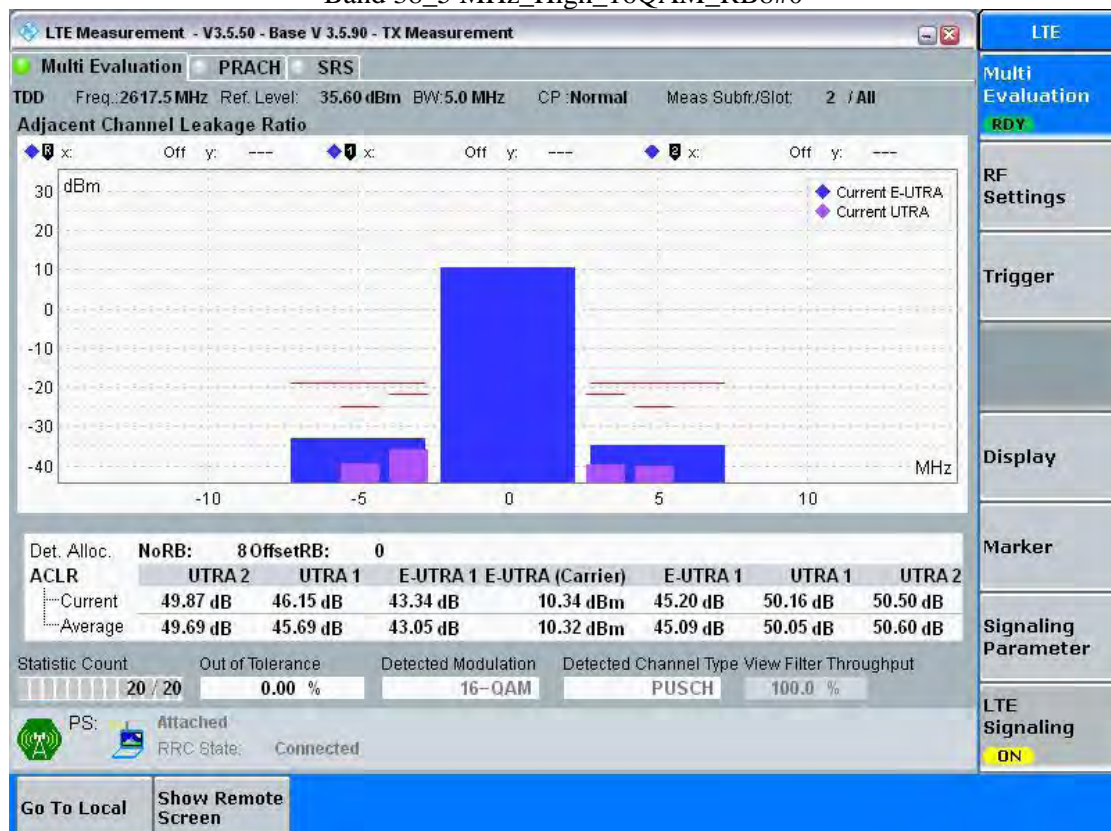 Band 38_5 MHz_High_16QAM_RB8#0
LTE Measurement - V3.5.50 - Base V 3.5.90 - TX Measurement
LTE
Multi Evaluation PRACH SRS
Multi
Evaluation
RDY
TDD Freq.:2617.5 MHz Ref. Level: 35.60 dBm BW:5.0 MHz CP :Normal Meas Subfr./Slot: 2 / All
Adjacent Channel Leakage Ratio
R x: Off y: --- 1 x: Off y: --- 2 x: Off y: ---
dBm
Current E-UTRA
Current UTRA
30
20
10
0
-10
-20
-30
-40
MHz
-10 -5 0 5 10
RF
Settings
Trigger
Display
Marker
Signaling
Parameter
LTE
Signaling
ON
Det. Alloc. NoRB: 8 OffsetRB: 0
ACLR UTRA 2 UTRA 1 E-UTRA 1 E-UTRA (Carrier) E-UTRA 1 UTRA 1 UTRA 2
Current 49.87 dB 46.15 dB 43.34 dB 10.34 dBm 45.20 dB 50.16 dB 50.50 dB
Average 49.69 dB 45.69 dB 43.05 dB 10.32 dBm 45.09 dB 50.05 dB 50.60 dB
Statistic Count Out of Tolerance Detected Modulation Detected Channel Type View Filter Throughput
20 / 20 0.00 % 16-QAM PUSCH 100.0 %
PS: Attached
RRC State: Connected
Go To Local
Show Remote
Screen